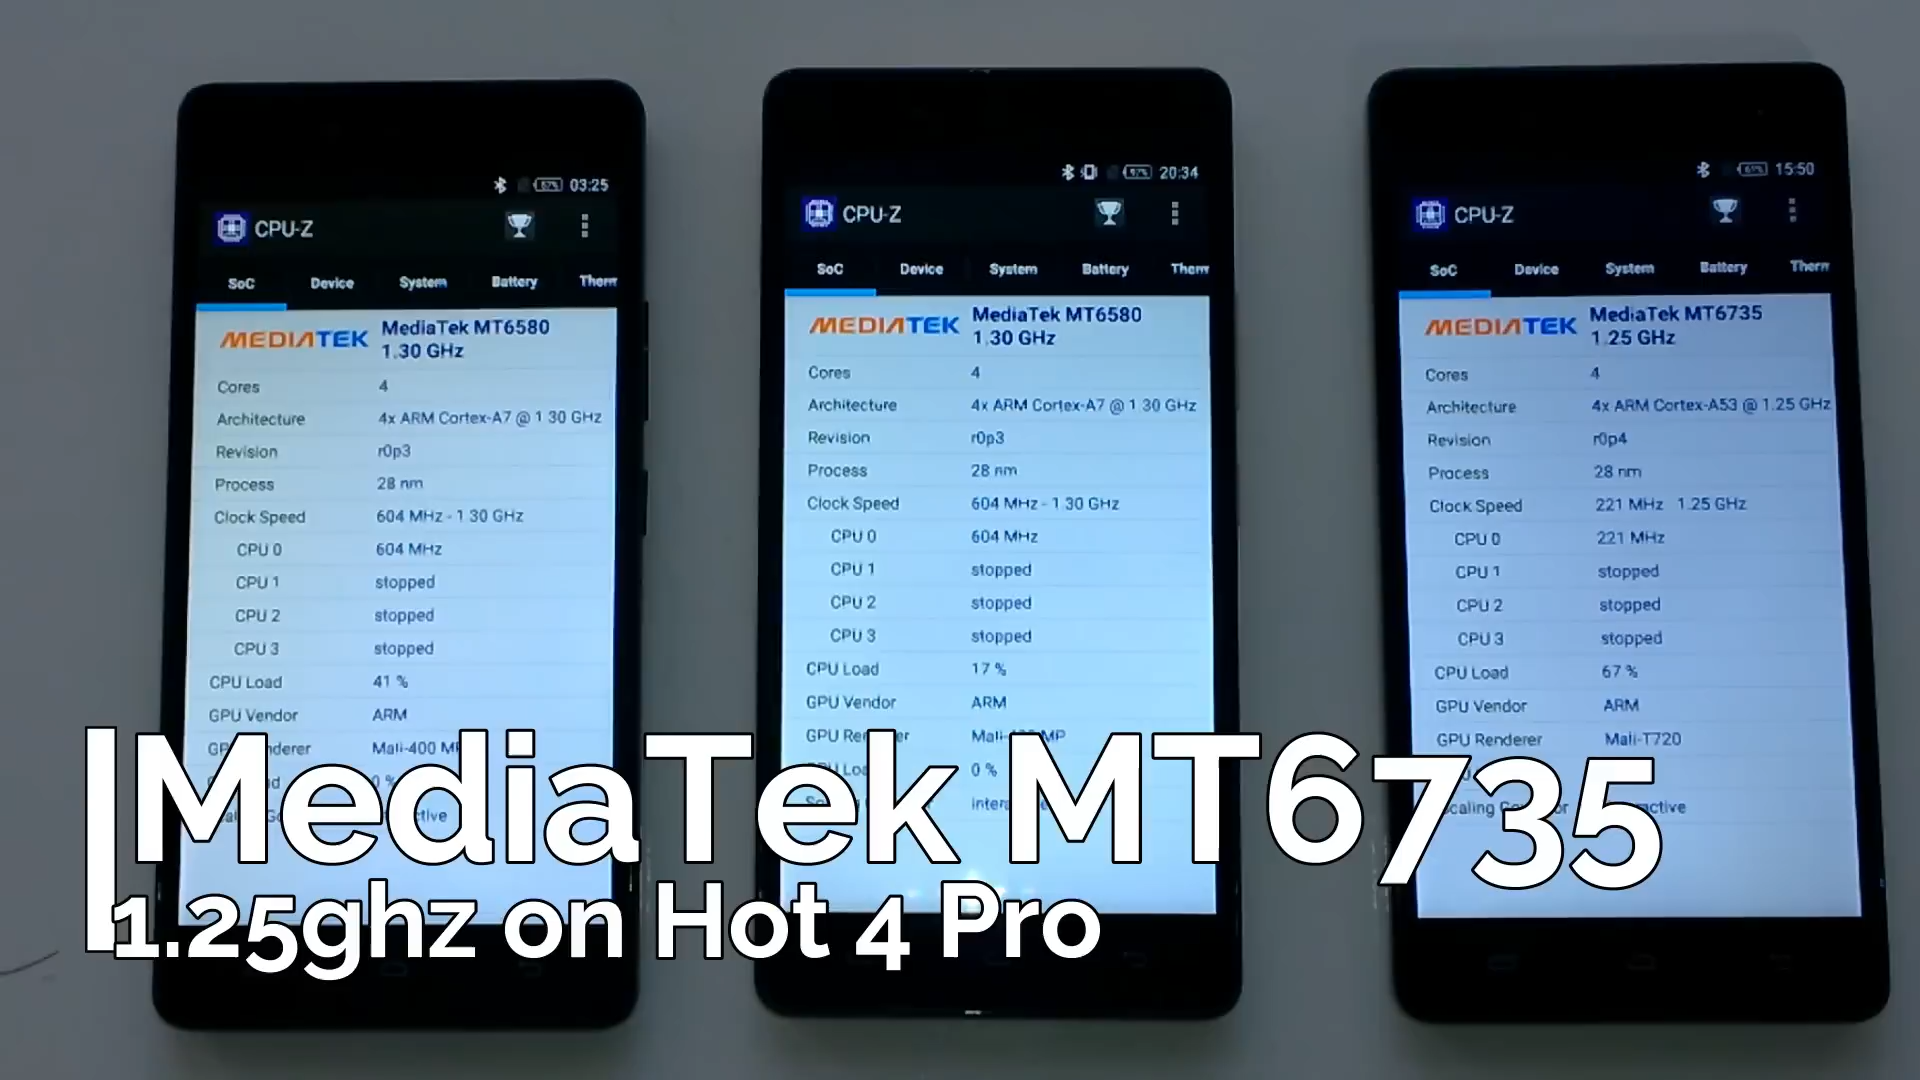 03:25
CPU-Z
SoC Device System Battery Therm
MEDIATEK
MediaTek MT6580
1.30 GHz
Cores 4
Architecture 4x ARM Cortex-A7 @ 1.30 GHz
Revision r0p3
Process 28 nm
Clock Speed 604 MHz - 1.30 GHz
CPU 0 604 MHz
CPU 1 stopped
CPU 2 stopped
CPU 3 stopped
CPU Load 41 %
GPU Vendor ARM
Mali-400
0 %
20:34
CPU-Z
SoC Device System Battery Therm
MEDIATEK
MediaTek MT6580
1.30 GHz
Cores 4
Architecture 4x ARM Cortex-A7 @ 1.30 GHz
Revision r0p3
Process 28 nm
Clock Speed 604 MHz - 1.30 GHz
CPU 0 604 MHz
CPU 1 stopped
CPU 2 stopped
CPU 3 stopped
CPU Load 17 %
GPU Vendor ARM
GPU
0 %
61% 15:50
CPU-Z
SoC Device System Battery Therm
MEDIATEK
MediaTek MT6735
1.25 GHz
Cores 4
Architecture 4x ARM Cortex-A53 @ 1.25 GHz
Revision r0p4
Process 28 nm
Clock Speed 221 MHz 1.25 GHz
CPU 0 221 MHz
CPU 1 stopped
CPU 2 stopped
CPU 3 stopped
CPU Load 67 %
GPU Vendor ARM
GPU Renderer Mali-T720
MediaTek MT6735
1.25ghz on Hot 4 Pro